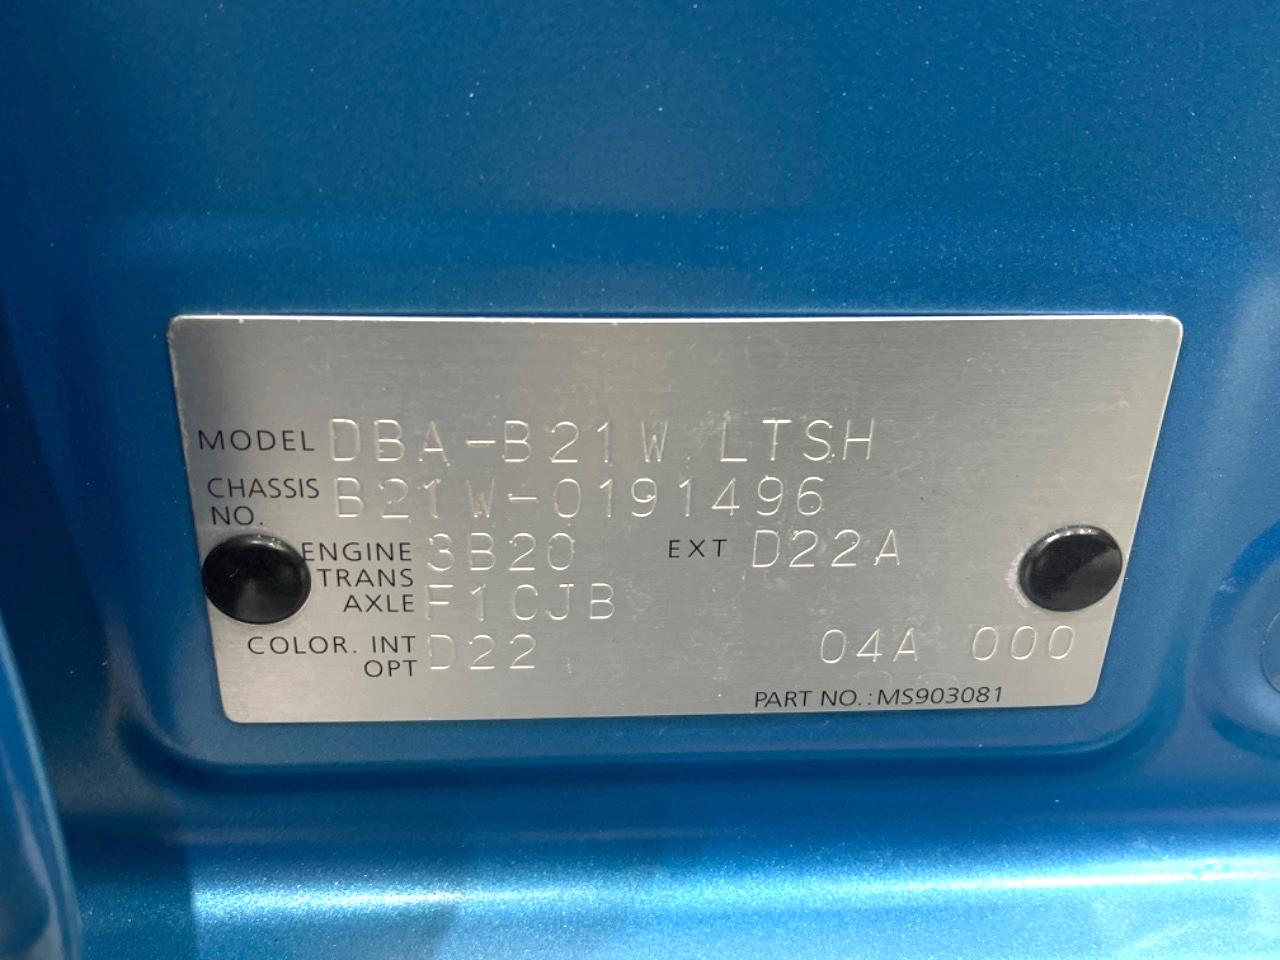 MODEL DBA-B21W LTSH
CHASSIS NO. B21W-0191496
ENGINE 3B20 EXT D22A
TRANS AXLE F1CJB
COLOR. INT OPT D22 04A 000
PART NO.: MS903081